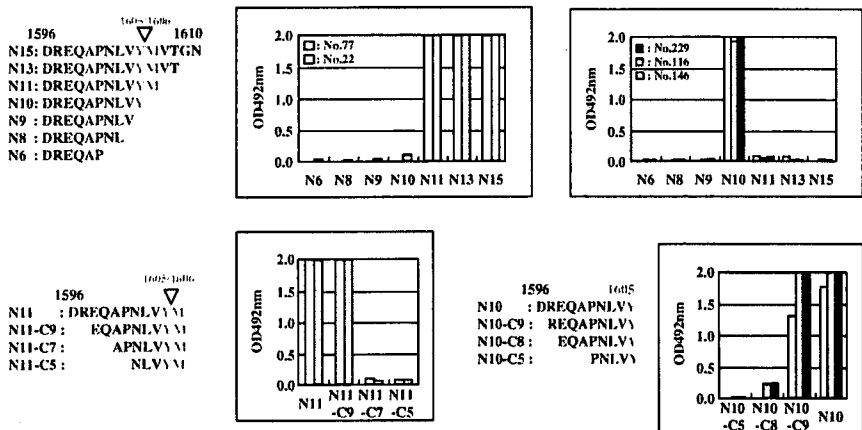 1605/1606
1596 1610
N15: DREQAPNLVYMVTGN
N13: DREQAPNLVYMVT
N11: DREQAPNLVYM
N10: DREQAPNLVY
N9 : DREQAPNLV
N8 : DREQAPNL
N6 : DREQAP
OD492nm
2.0
1.5
1.0
0.5
0.0
: No.77
: No.22
N6 N8 N9 N10 N11 N13 N15
OD492nm
2.0
1.5
1.0
0.5
0.0
: No.229
: No.116
: No.146
N6 N8 N9 N10 N11 N13 N15
1605/1606
1596
N11 :DREQAPNLVYM
N11-C9 : EQAPNLVYM
N11-C7 : APNLVYM
N11-C5 : NLVYM
OD492nm
2.0
1.5
1.0
0.5
0.0
N11 N11-C9 N11-C7 N11-C5
1596 1605
N10 :DREQAPNLVY
N10-C9 : REQAPNLVY
N10-C8 : EQAPNLVY
N10-C5 : PNLVY
OD492nm
2.0
1.5
1.0
0.5
0.0
N10-C5 N10-C8 N10-C9 N10